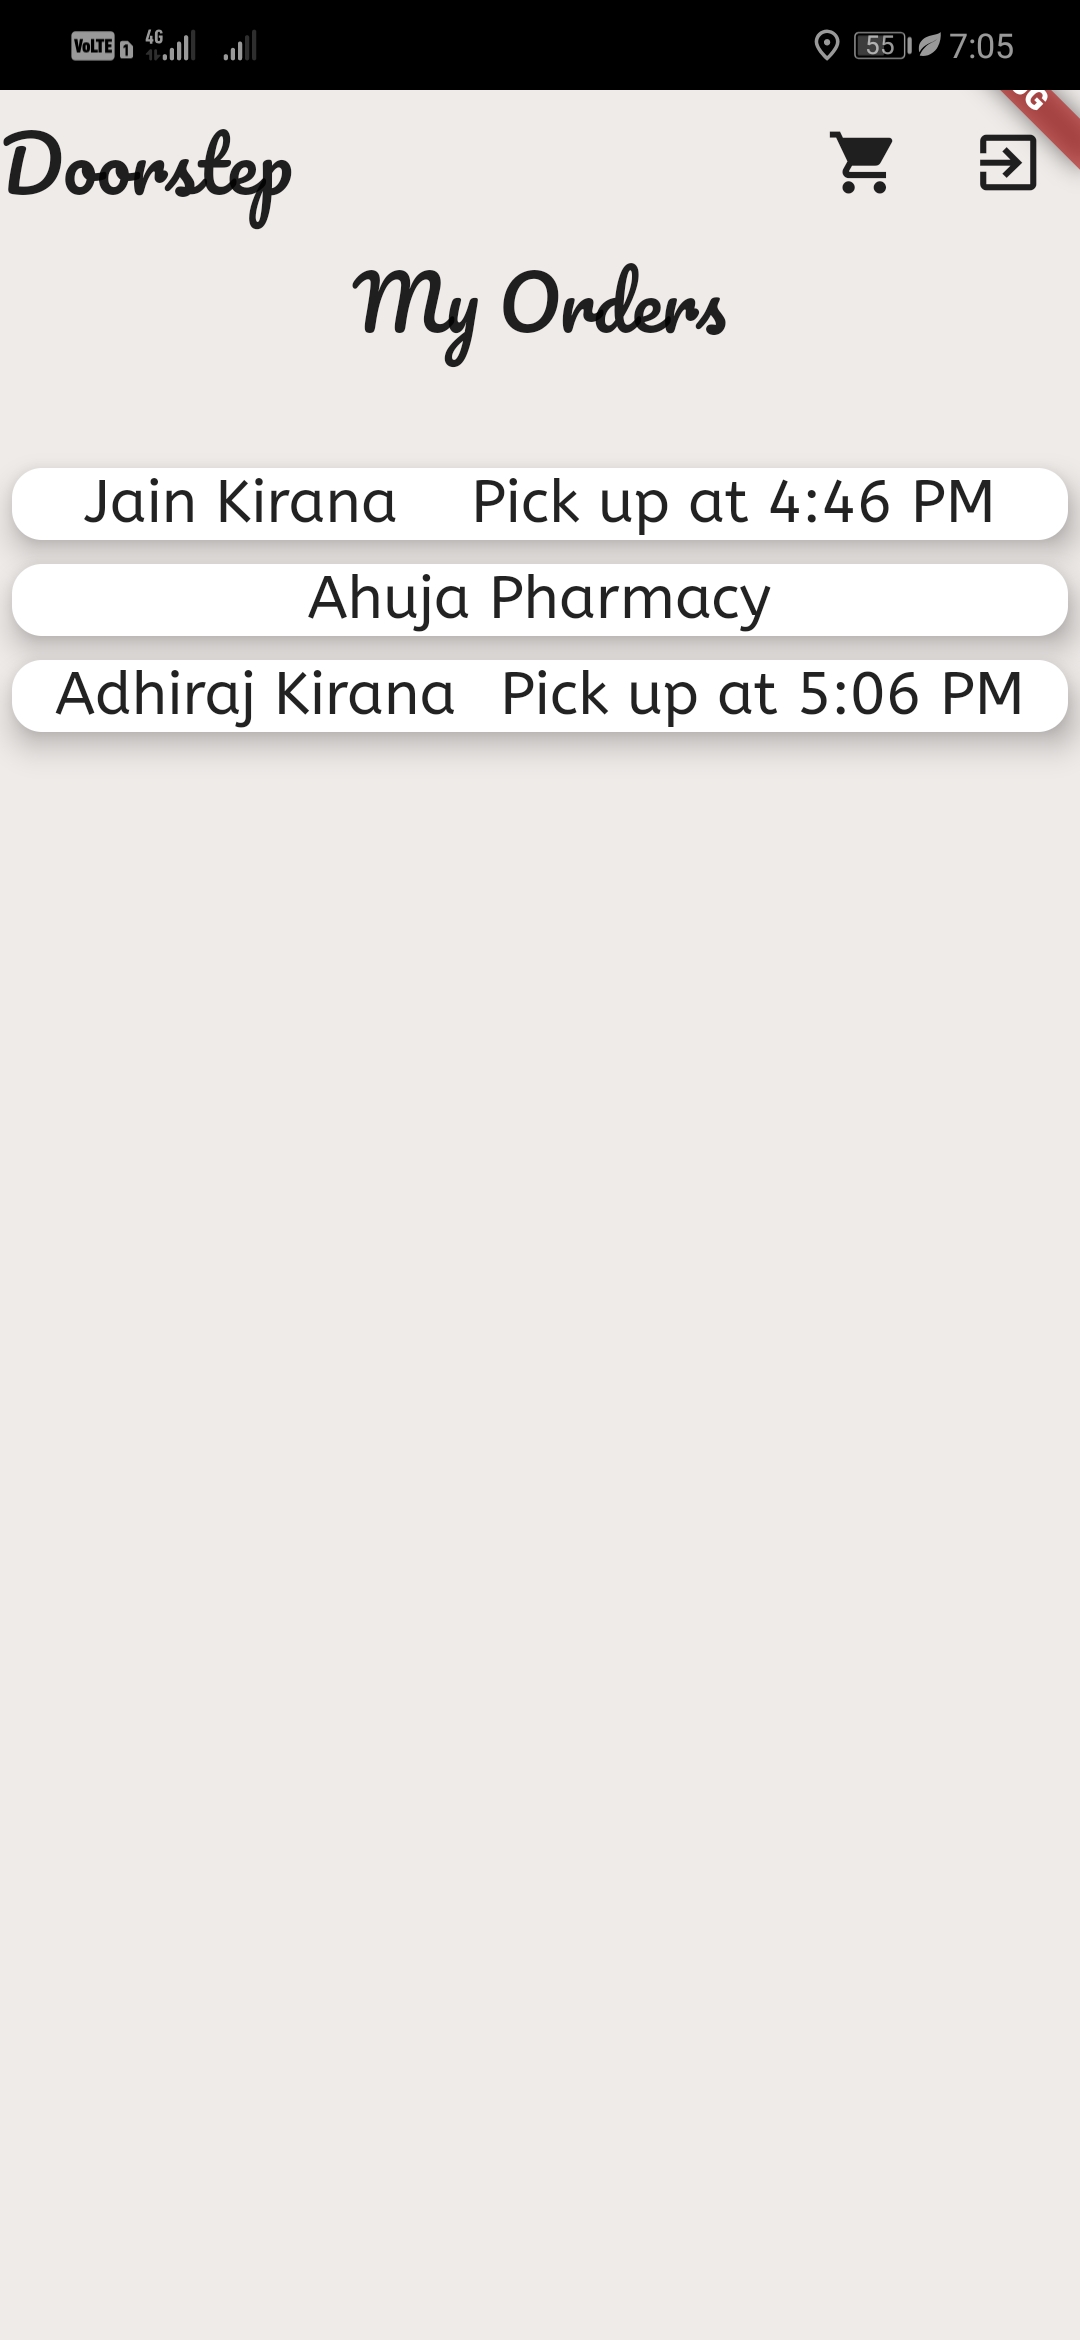 VoLTE 1 4G 55 7:05
Doorstep
My Orders
Jain Kirana Pick up at 4:46 PM
Ahuja Pharmacy
Adhiraj Kirana Pick up at 5:06 PM